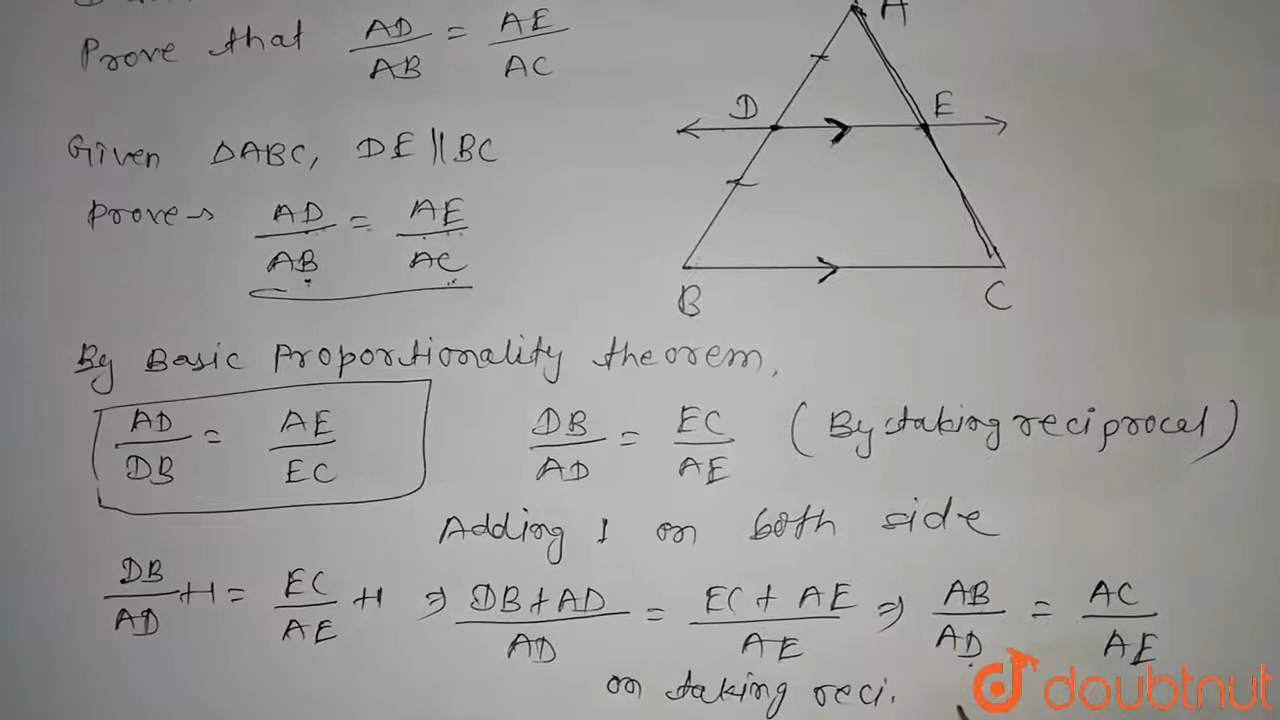 Prove that AD/AB = AE/AC
A
D
E
Given ΔABC, DE || BC
Prove → AD/AB = AE/AC
B
C
By Basic Proportionality theorem,
AD/DB = AE/EC
DB/AD = EC/AE (By taking reciprocal)
Adding 1 on both side
DB/AD +1 = EC/AE +1 ⇒ DB+AD/AD = EC+AE/AE ⇒ AB/AD = AC/AE
on taking reci.
doubtnut